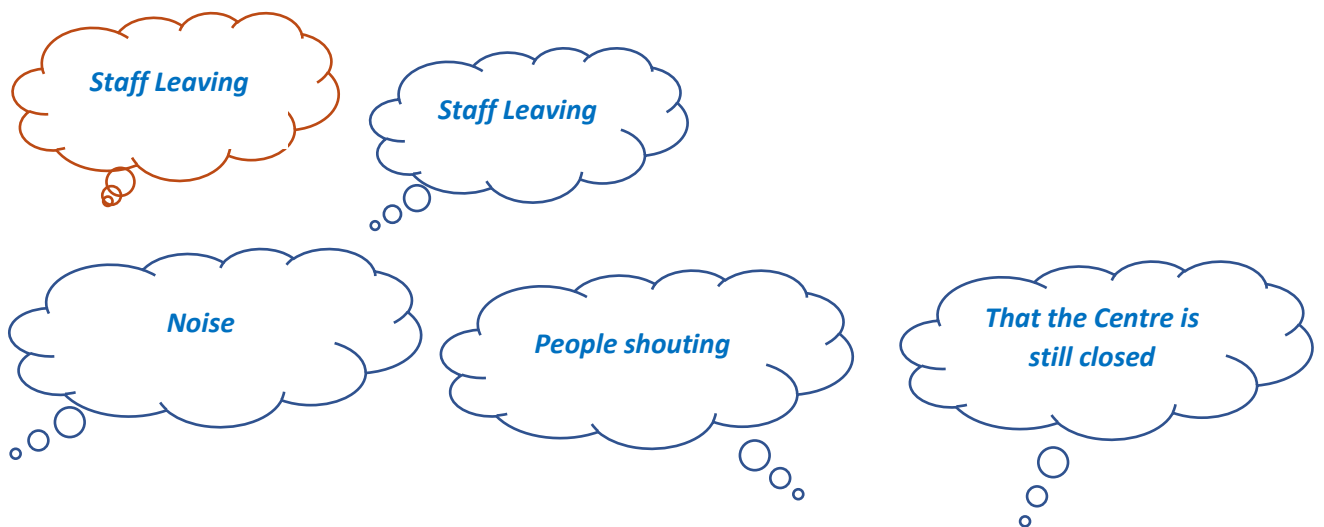 Staff Leaving
Staff Leaving
Noise
People shouting
That the Centre is
still closed